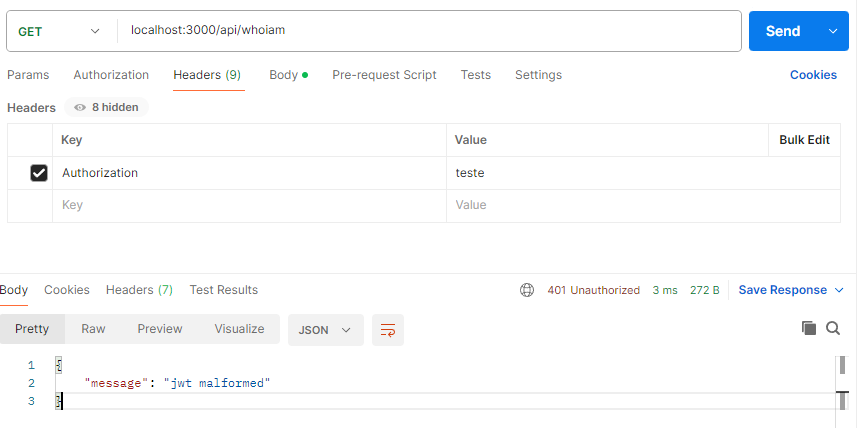 GET localhost:3000/api/whoiam Send
Params Authorization Headers (9) Body Pre-request Script Tests Settings Cookies
Headers 8 hidden
Key Value Bulk Edit
Authorization teste
Key Value
Body Cookies Headers (7) Test Results 401 Unauthorized 3 ms 272 B Save Response
Pretty Raw Preview Visualize JSON
1 {
2 "message": "jwt malformed"
3 }